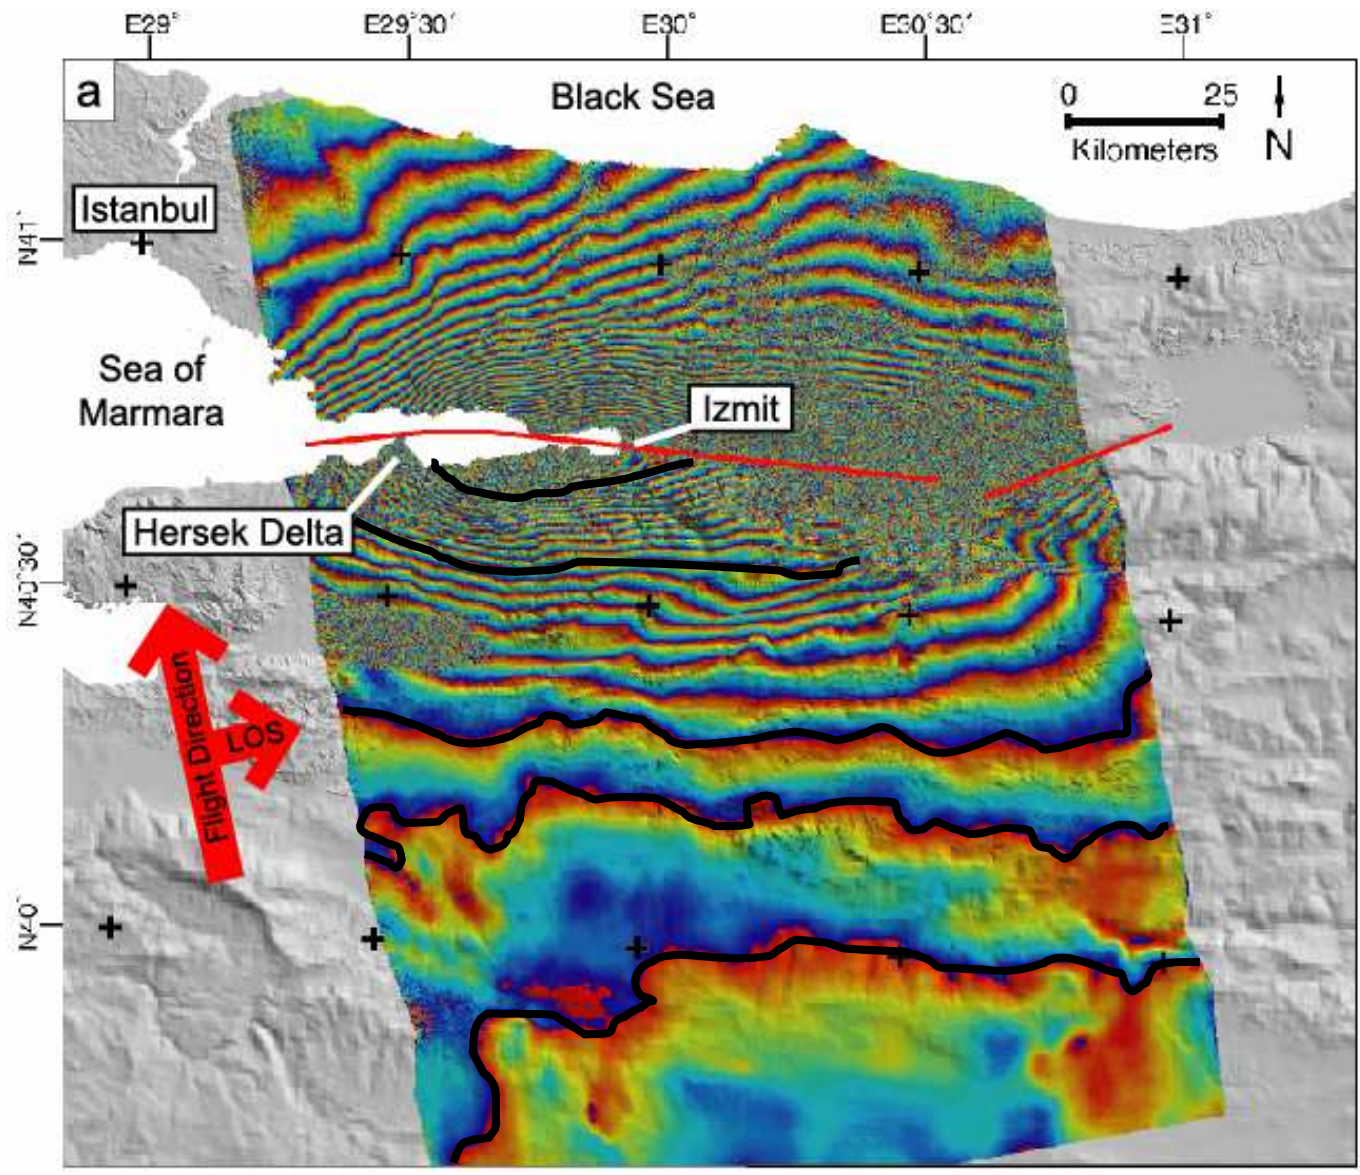 E29° E29°30′ E30° E30°30′ E31°
a
Black Sea
0 25
Kilometers
N
Istanbul
N41°
Sea of
Marmara
Izmit
Hersek Delta
N40°30′
Flight Direction
LOS
N40°